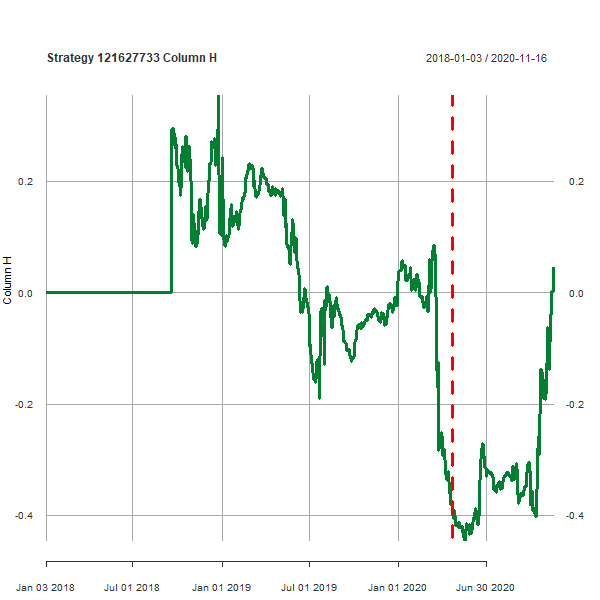 Strategy 121627733 Column H
2018-01-03 / 2020-11-16
Column H
0.2
0.2
0.0
0.0
-0.2
-0.2
-0.4
-0.4
Jan 03 2018
Jul 01 2018
Jan 01 2019
Jul 01 2019
Jan 01 2020
Jun 30 2020